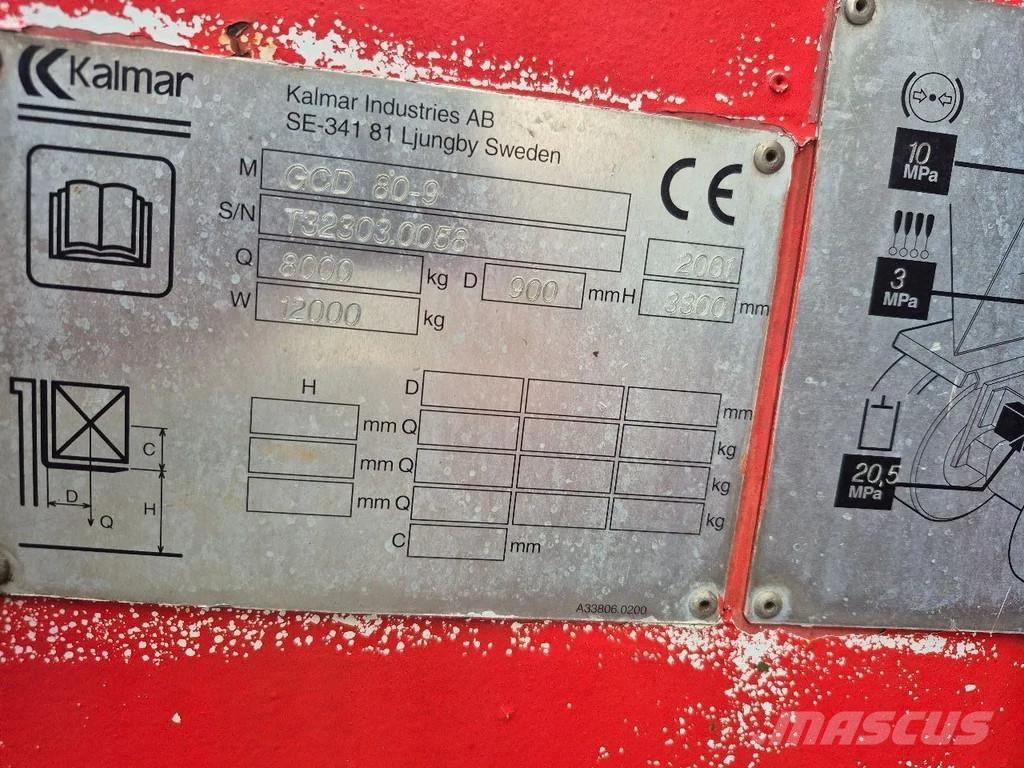 Kalmar
Kalmar Industries AB
SE-341 81 Ljungby Sweden
CE
M GCD 80-9
S/N T32303.0058
2001
Q 8000 kg D 900 mm H 3300 mm
W 12000 kg
H D mm
mm Q kg
mm Q kg
mm Q kg
C mm
C
D H
Q
A33806.0200
10
MPa
3
MPa
20,5
MPa
MASCUS